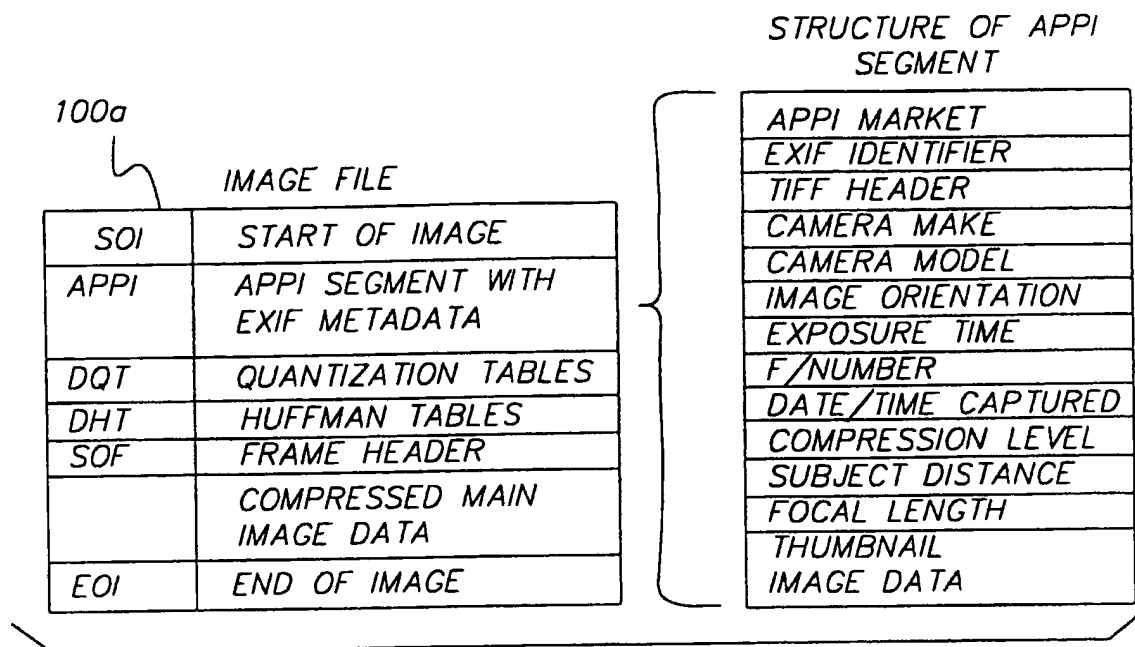 100a
IMAGE FILE
SOI START OF IMAGE
APPI APPI SEGMENT WITH
EXIF METADATA
DQT QUANTIZATION TABLES
DHT HUFFMAN TABLES
SOF FRAME HEADER
COMPRESSED MAIN
IMAGE DATA
EOI END OF IMAGE
STRUCTURE OF APPI
SEGMENT
APPI MARKET
EXIF IDENTIFIER
TIFF HEADER
CAMERA MAKE
CAMERA MODEL
IMAGE ORIENTATION
EXPOSURE TIME
F/NUMBER
DATE/TIME CAPTURED
COMPRESSION LEVEL
SUBJECT DISTANCE
FOCAL LENGTH
THUMBNAIL
IMAGE DATA